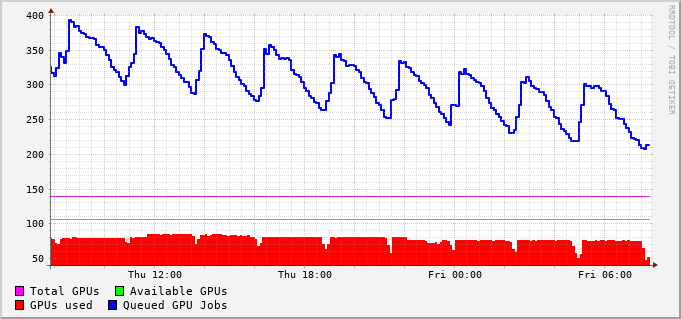 RRDTOOL / TOBI OETIKER
400
350
300
250
200
150
100
50
Thu 12:00 Thu 18:00 Fri 00:00 Fri 06:00
Total GPUs Available GPUs
GPUs used Queued GPU Jobs